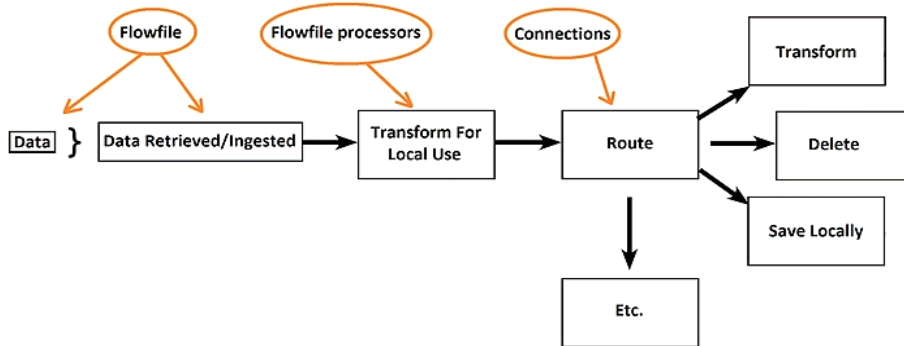 Flowfile
Flowfile processors
Connections
Transform
Data
}
Data Retrieved/Ingested
Transform For
Local Use
Route
Delete
Save Locally
Etc.